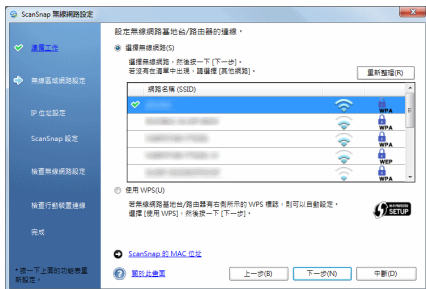 ScanSnap 無線網路設定
設定無線網路基地台/路由器的連線。
準備工作
選擇無線網路(S)
選擇無線網路，然後按一下 [下一步]。
若沒有在清單中出現，請選擇 [其他網路]。
重新整理(R)
無線區域網路設定
網路名稱 (SSID)
WPA
IP 位址設定
WPA
ScanSnap 設定
WPA
檢查無線網路設定
WEP
WPA
使用 WPS(U)
檢查行動裝置連線
若無線網路基地台/路由器有右側所示的 WPS 標誌，則可以自動設定。
選擇 [使用 WPS]，然後按一下 [下一步]。
SETUP
完成
ScanSnap 的 MAC 位址
*按一下上面的功能表重新設定。
關於此畫面
上一步(B)
下一步(N)
中斷(O)